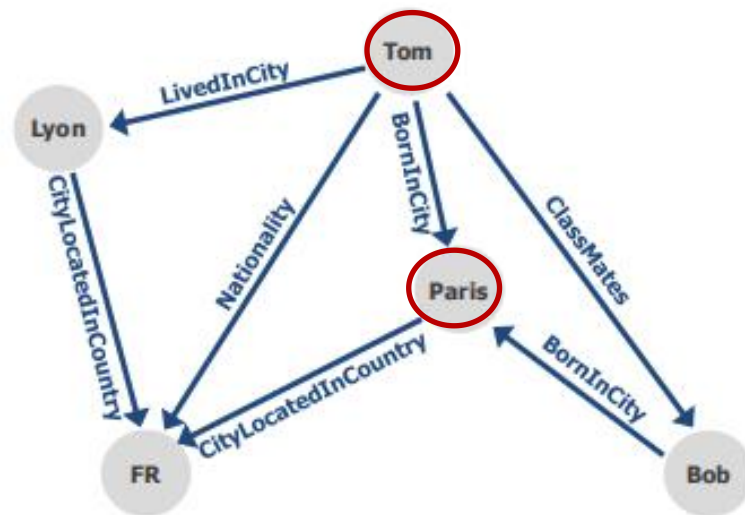 Tom
LivedInCity
Lyon
BornInCity
CityLocatedInCountry
Nationality
ClassMates
Paris
BornInCity
CityLocatedInCountry
FR
Bob